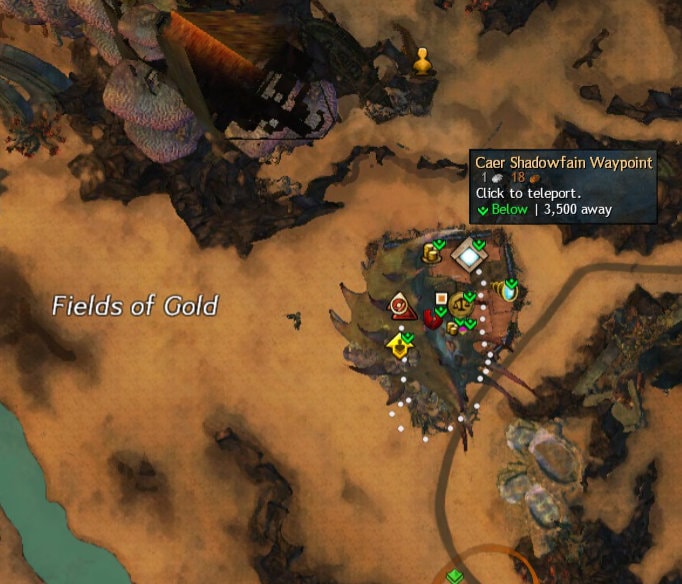 Caer Shadowfain Waypoint
1 18
Click to teleport.
Below | 3,500 away
Fields of Gold